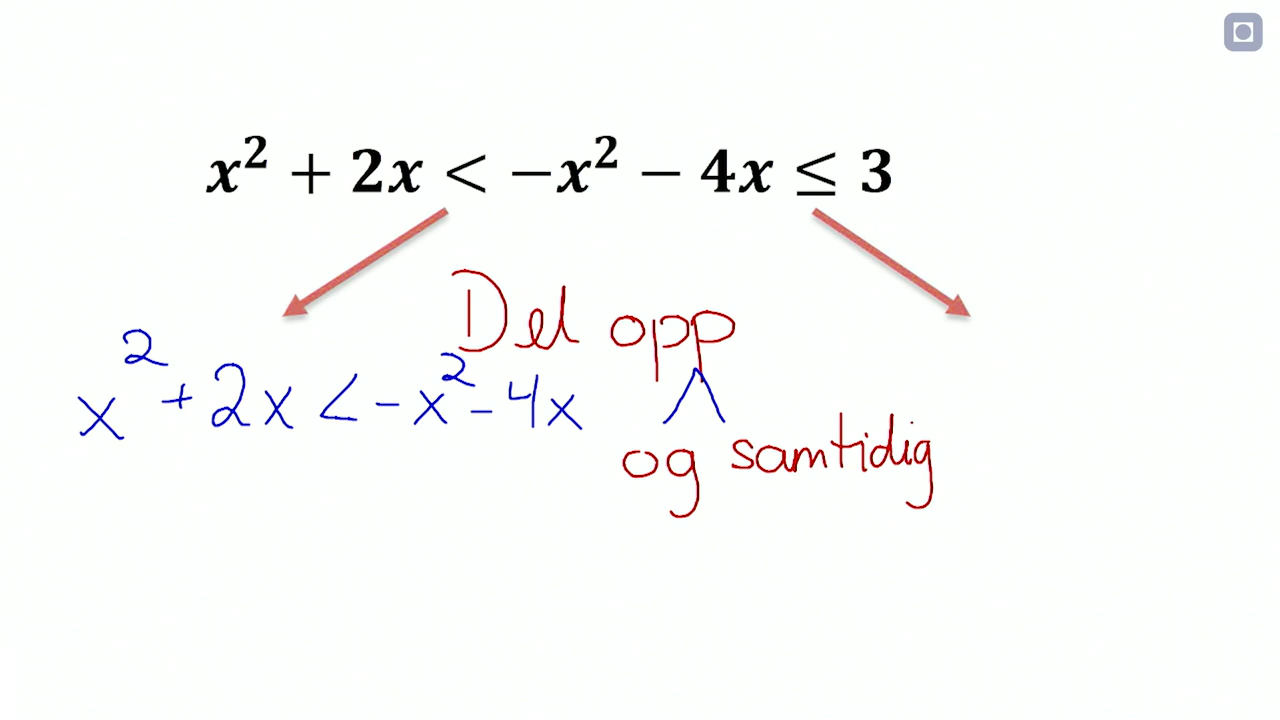 x² + 2x < −x² − 4x ≤ 3
Del opp
x² + 2x < −x² − 4x ∧
og samtidig